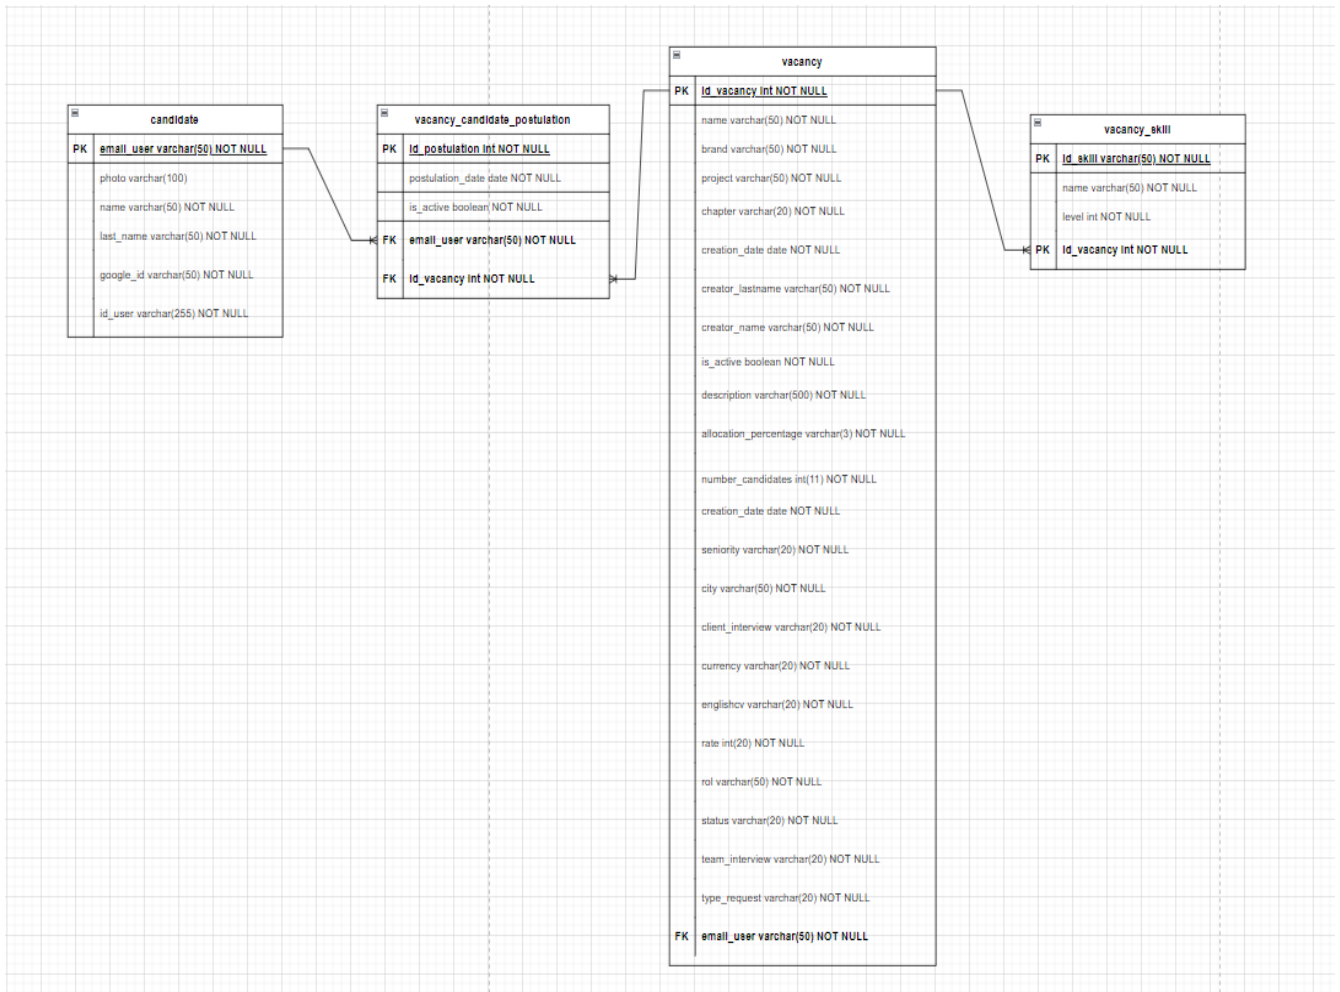 candidate
PK email_user varchar(50) NOT NULL
photo varchar(100)
name varchar(50) NOT NULL
last_name varchar(50) NOT NULL
google_id varchar(50) NOT NULL
id_user varchar(255) NOT NULL
vacancy_candidate_postulation
PK id_postulation int NOT NULL
postulation_date date NOT NULL
is_active boolean NOT NULL
FK email_user varchar(50) NOT NULL
FK id_vacancy int NOT NULL
vacancy
PK id_vacancy int NOT NULL
name varchar(50) NOT NULL
brand varchar(50) NOT NULL
project varchar(50) NOT NULL
chapter varchar(20) NOT NULL
creation_date date NOT NULL
creator_lastname varchar(50) NOT NULL
creator_name varchar(50) NOT NULL
is_active boolean NOT NULL
description varchar(500) NOT NULL
allocation_percentage varchar(3) NOT NULL
number_candidates int(11) NOT NULL
creation_date date NOT NULL
seniority varchar(20) NOT NULL
city varchar(50) NOT NULL
client_interview varchar(20) NOT NULL
currency varchar(20) NOT NULL
englishcv varchar(20) NOT NULL
rate int(20) NOT NULL
rol varchar(50) NOT NULL
status varchar(20) NOT NULL
team_interview varchar(20) NOT NULL
type_request varchar(20) NOT NULL
FK email_user varchar(50) NOT NULL
vacancy_skill
PK id_skill varchar(50) NOT NULL
name varchar(50) NOT NULL
level int NOT NULL
PK id_vacancy int NOT NULL